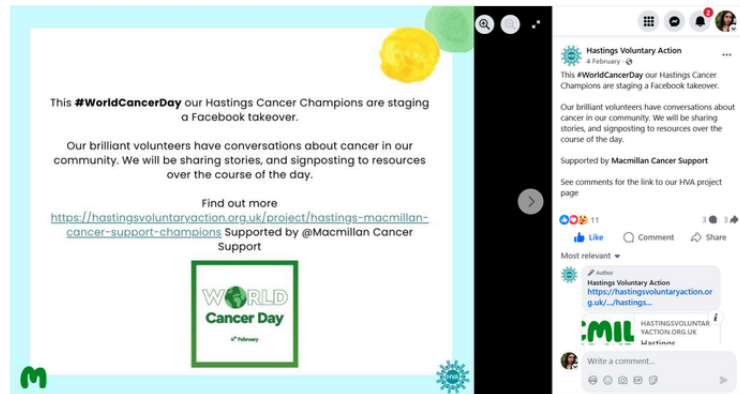 This #WorldCancerDay our Hastings Cancer Champions are staging
a Facebook takeover.
Our brilliant volunteers have conversations about cancer in our
community. We will be sharing stories, and signposting to resources
over the course of the day.
Find out more
https://hastingsvoluntaryaction.org.uk/project/hastings-macmillan-
cancer-support-champions Supported by @Macmillan Cancer
Support
WORLD
Cancer Day
4th February
M
HVA
2
Hastings Voluntary Action
4 February ·
This #WorldCancerDay our Hastings Cancer
Champions are staging a Facebook takeover.
Our brilliant volunteers have conversations about
cancer in our community. We will be sharing
stories, and signposting to resources over the
course of the day.
Supported by Macmillan Cancer Support
See comments for the link to our HVA project
page
11
3 3
Like Comment Share
Most relevant
Author
Hastings Voluntary Action
https://hastingsvoluntaryaction.or
g.uk/.../hastings...
MIL
HASTINGSVOLUNTAR
YACTION.ORG.UK
Hastings
Write a comment...
GIF